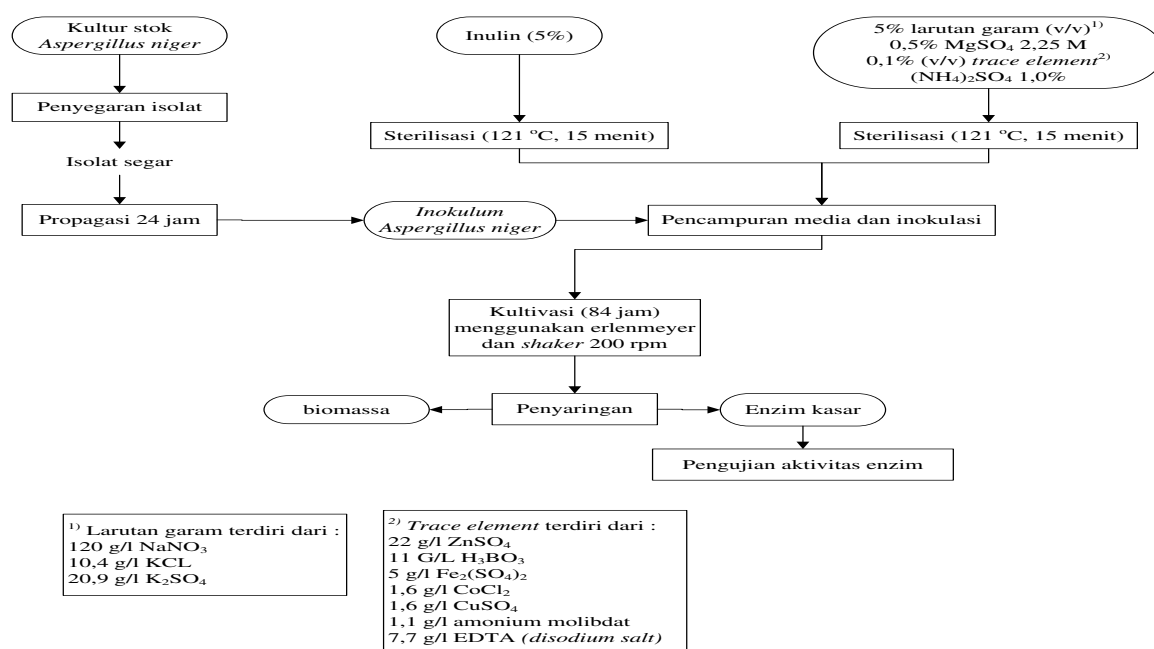 Kultur stok
Aspergillus niger
Inulin (5%)
5% larutan garam (v/v)¹⁾
0,5% MgSO₄ 2,25 M
0,1% (v/v) trace element²⁾
(NH₄)₂SO₄ 1,0%
Penyegaran isolat
Sterilisasi (121 °C, 15 menit)
Sterilisasi (121 °C, 15 menit)
Isolat segar
Propagasi 24 jam
Inokulum
Aspergillus niger
Pencampuran media dan inokulasi
Kultivasi (84 jam)
menggunakan erlenmeyer
dan shaker 200 rpm
biomassa
Penyaringan
Enzim kasar
Pengujian aktivitas enzim
¹⁾ Larutan garam terdiri dari :
120 g/l NaNO₃
10,4 g/l KCL
20,9 g/l K₂SO₄
²⁾ Trace element terdiri dari :
22 g/l ZnSO₄
11 G/L H₃BO₃
5 g/l Fe₂(SO₄)₂
1,6 g/l CoCl₂
1,6 g/l CuSO₄
1,1 g/l amonium molibdat
7,7 g/l EDTA (disodium salt)